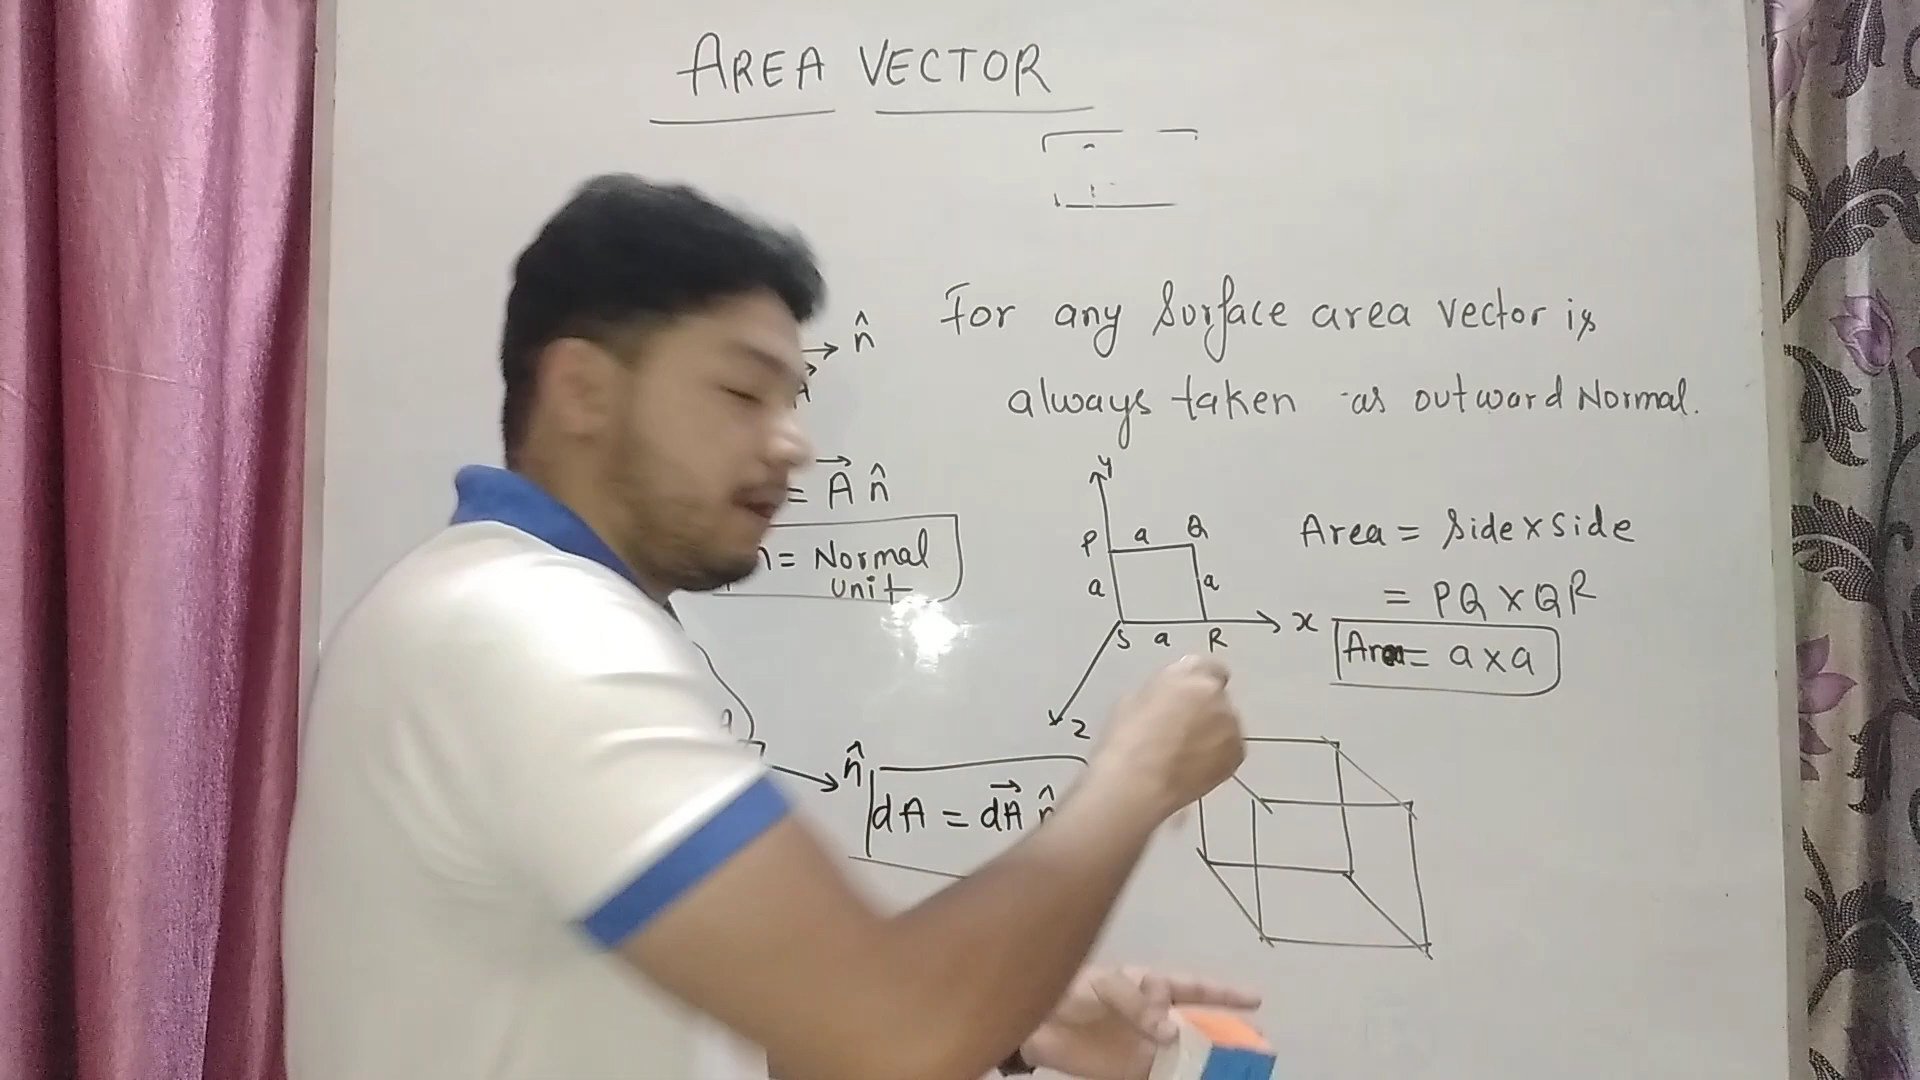 AREA VECTOR
n̂
For any surface area vector is
always taken as outward Normal.
= A⃗ n̂
n = Normal
unit
y
P a Q
a a
S a R
x
z
Area = side x side
= PQ x QR
Area = a x a
n̂
dA = dA⃗ n̂